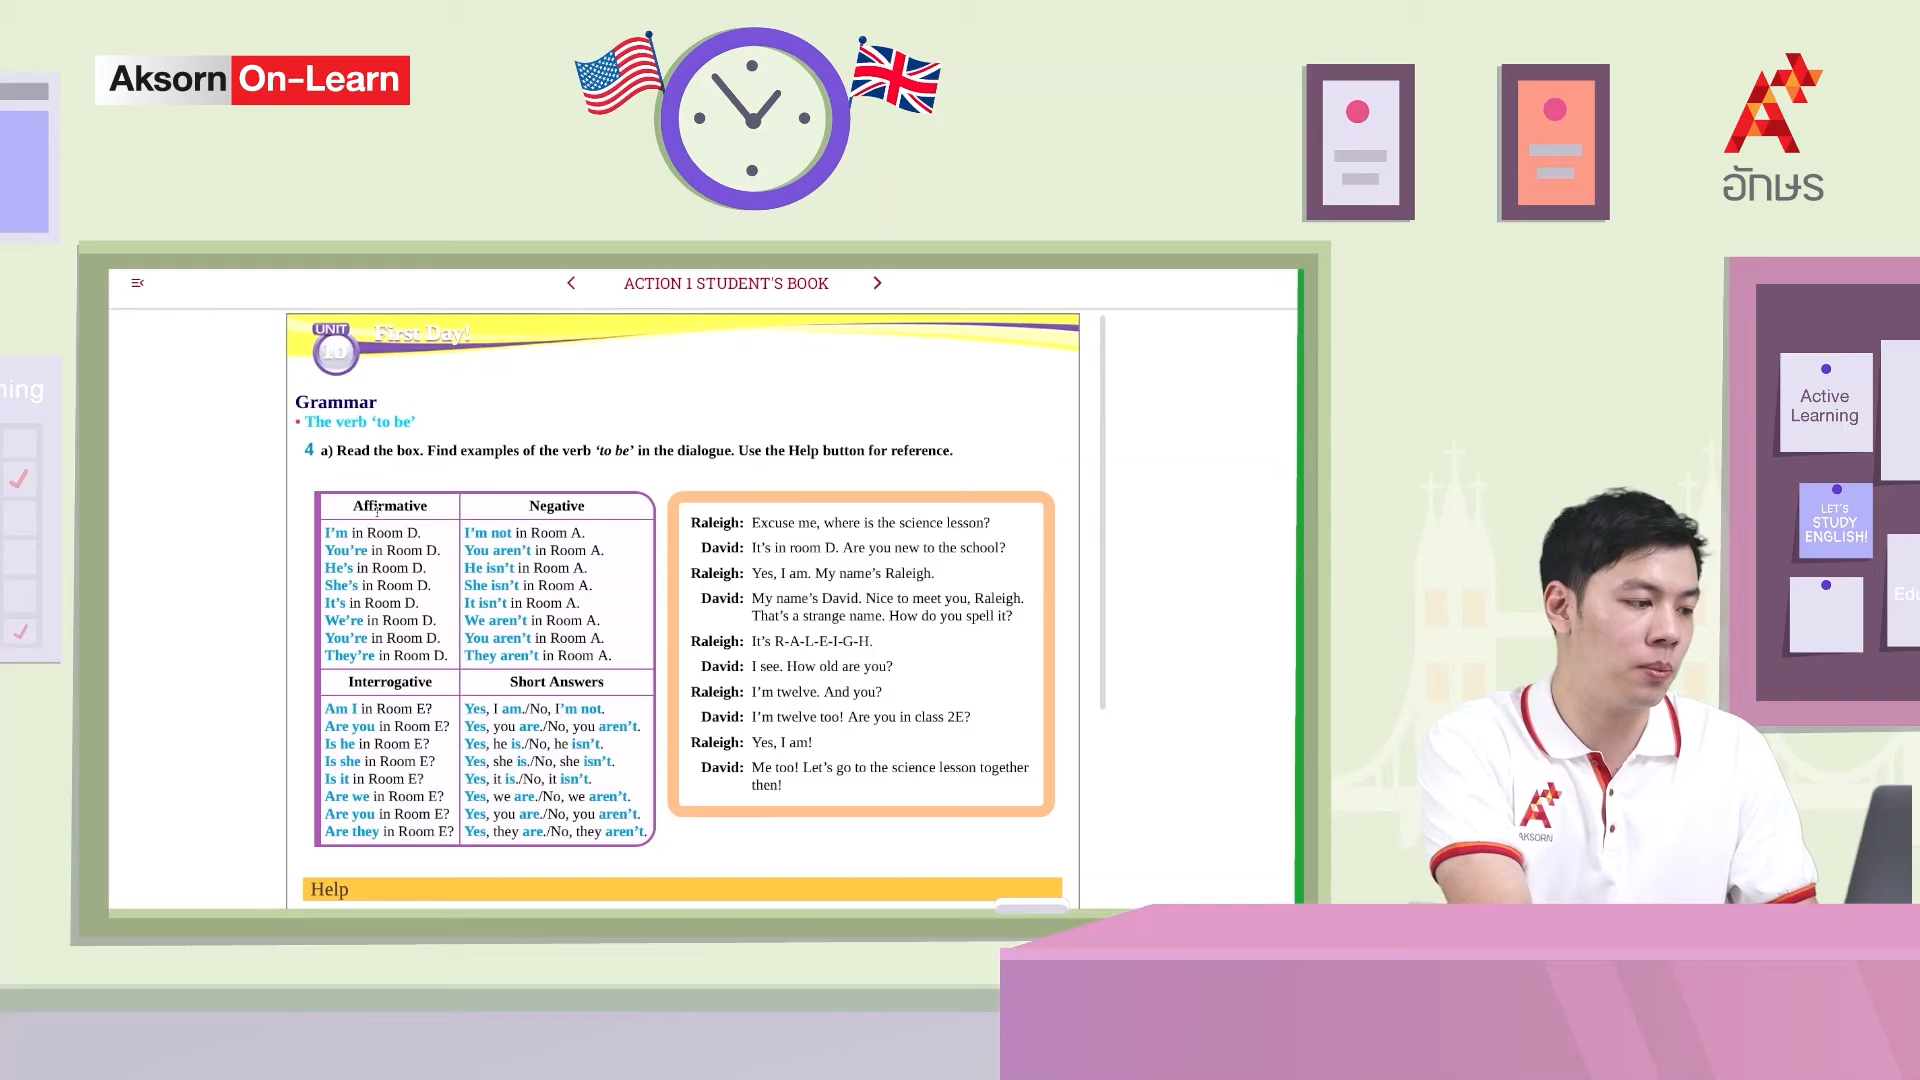 Aksorn On-Learn
อักษร
ACTION 1 STUDENT'S BOOK
UNIT
1D
First Day!
Grammar
• The verb ‘to be’
4 a) Read the box. Find examples of the verb ‘to be’ in the dialogue. Use the Help button for reference.
Affirmative Negative
I’m in Room D. I’m not in Room A.
You’re in Room D. You aren’t in Room A.
He’s in Room D. He isn’t in Room A.
She’s in Room D. She isn’t in Room A.
It’s in Room D. It isn’t in Room A.
We’re in Room D. We aren’t in Room A.
You’re in Room D. You aren’t in Room A.
They’re in Room D. They aren’t in Room A.
Interrogative Short Answers
Am I in Room E? Yes, I am./No, I’m not.
Are you in Room E? Yes, you are./No, you aren’t.
Is he in Room E? Yes, he is./No, he isn’t.
Is she in Room E? Yes, she is./No, she isn’t.
Is it in Room E? Yes, it is./No, it isn’t.
Are we in Room E? Yes, we are./No, we aren’t.
Are you in Room E? Yes, you are./No, you aren’t.
Are they in Room E? Yes, they are./No, they aren’t.
Raleigh: Excuse me, where is the science lesson?
David: It’s in room D. Are you new to the school?
Raleigh: Yes, I am. My name’s Raleigh.
David: My name’s David. Nice to meet you, Raleigh.
That’s a strange name. How do you spell it?
Raleigh: It’s R-A-L-E-I-G-H.
David: I see. How old are you?
Raleigh: I’m twelve. And you?
David: I’m twelve too! Are you in class 2E?
Raleigh: Yes, I am!
David: Me too! Let’s go to the science lesson together
then!
Help
ning
Active
Learning
LET'S
STUDY
ENGLISH!
Edu
AKSORN